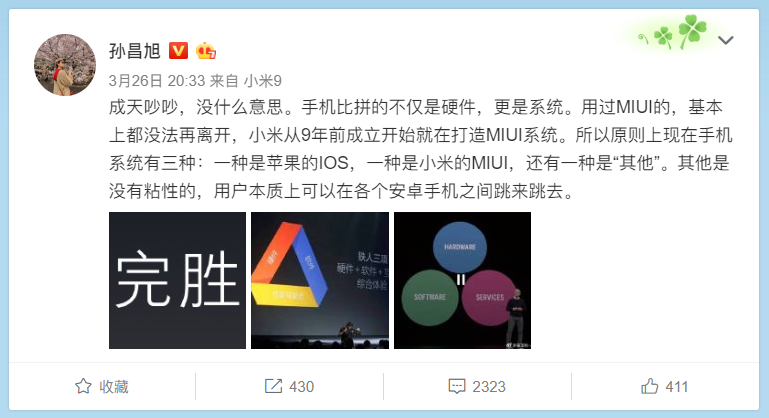 孙昌旭
3月26日 20:33 来自 小米9
成天吵吵，没什么意思。手机比拼的不仅是硬件，更是系统。用过MIUI的，基本
上都没法再离开，小米从9年前成立开始就在打造MIUI系统。所以原则上现在手机
系统有三种：一种是苹果的IOS，一种是小米的MIUI，还有一种是“其他”。其他是
没有粘性的，用户本质上可以在各个安卓手机之间跳来跳去。
完胜
硬件
软件
铁人三项
硬件+软件+
综合体验
HARDWARE
SOFTWARE
SERVICES
收藏
430
2323
411